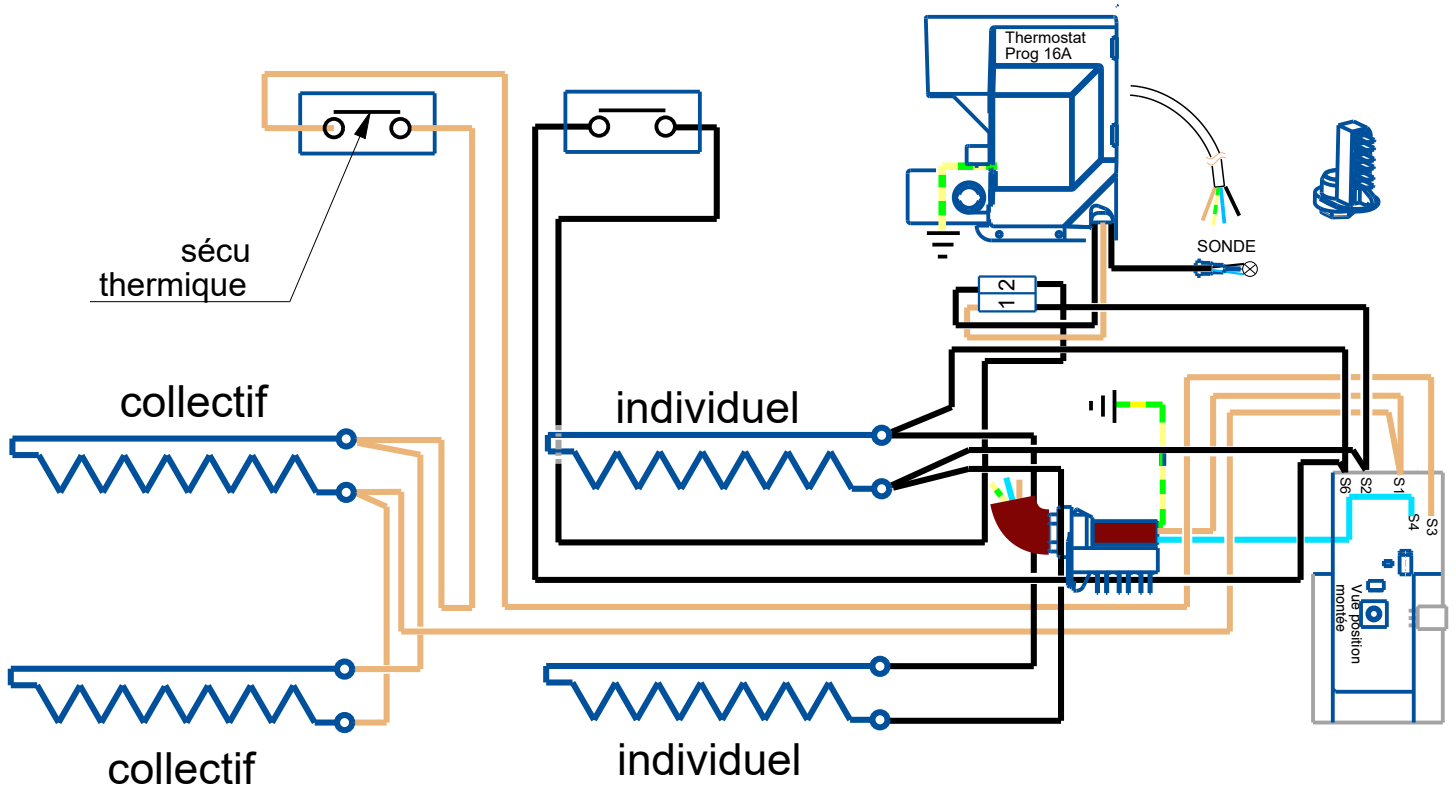 Thermostat
Prog 16A
sécu
thermique
SONDE
1 2
collectif
individuel
S6
S2
S1
S4
S3
Vue position
montée
collectif
individuel